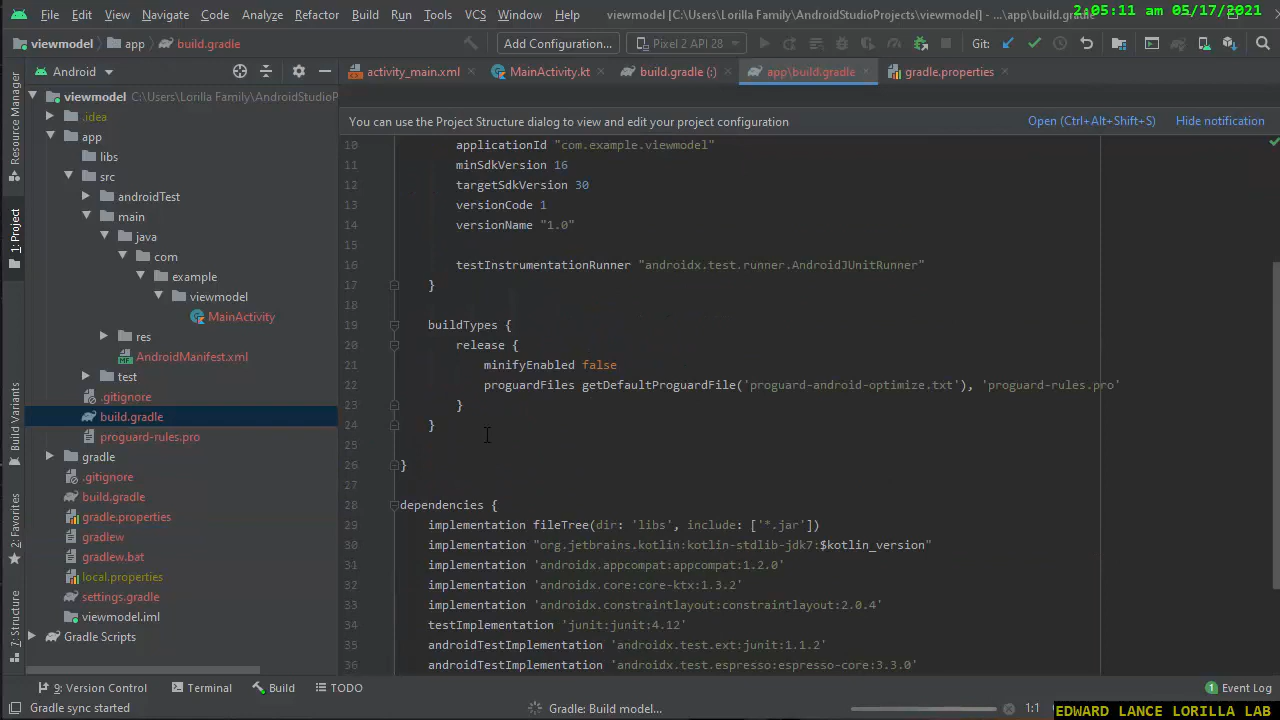 File Edit View Navigate Code Analyze Refactor Build Run Tools VCS Window Help viewmodel [C:\Users\Lorilla Family\AndroidStudioProjects\viewmodel] - ...\app\build.gradle
2:05:11 am 05/17/2021
viewmodel app build.gradle Add Configuration... Pixel 2 API 28 Git:
Android activity_main.xml MainActivity.kt build.gradle (:) app\build.gradle gradle.properties
You can use the Project Structure dialog to view and edit your project configuration Open (Ctrl+Alt+Shift+S) Hide notification
Resource Manager
1: Project
Build Variants
2: Favorites
7: Structure
viewmodel C:\Users\Lorilla Family\AndroidStudioP
.idea
app
libs
src
androidTest
main
java
com
example
viewmodel
MainActivity
res
AndroidManifest.xml
test
.gitignore
build.gradle
proguard-rules.pro
gradle
.gitignore
build.gradle
gradle.properties
gradlew
gradlew.bat
local.properties
settings.gradle
viewmodel.iml
Gradle Scripts
10 applicationId "com.example.viewmodel"
11 minSdkVersion 16
12 targetSdkVersion 30
13 versionCode 1
14 versionName "1.0"
15
16 testInstrumentationRunner "androidx.test.runner.AndroidJUnitRunner"
17 }
18
19 buildTypes {
20 release {
21 minifyEnabled false
22 proguardFiles getDefaultProguardFile('proguard-android-optimize.txt'), 'proguard-rules.pro'
23 }
24 }
25
26 }
27
28 dependencies {
29 implementation fileTree(dir: 'libs', include: ['*.jar'])
30 implementation "org.jetbrains.kotlin:kotlin-stdlib-jdk7:$kotlin_version"
31 implementation 'androidx.appcompat:appcompat:1.2.0'
32 implementation 'androidx.core:core-ktx:1.3.2'
33 implementation 'androidx.constraintlayout:constraintlayout:2.0.4'
34 testImplementation 'junit:junit:4.12'
35 androidTestImplementation 'androidx.test.ext:junit:1.1.2'
36 androidTestImplementation 'androidx.test.espresso:espresso-core:3.3.0'
9: Version Control Terminal Build TODO 1 Event Log
Gradle sync started Gradle: Build model... 1:1
EDWARD LANCE LORILLA LAB